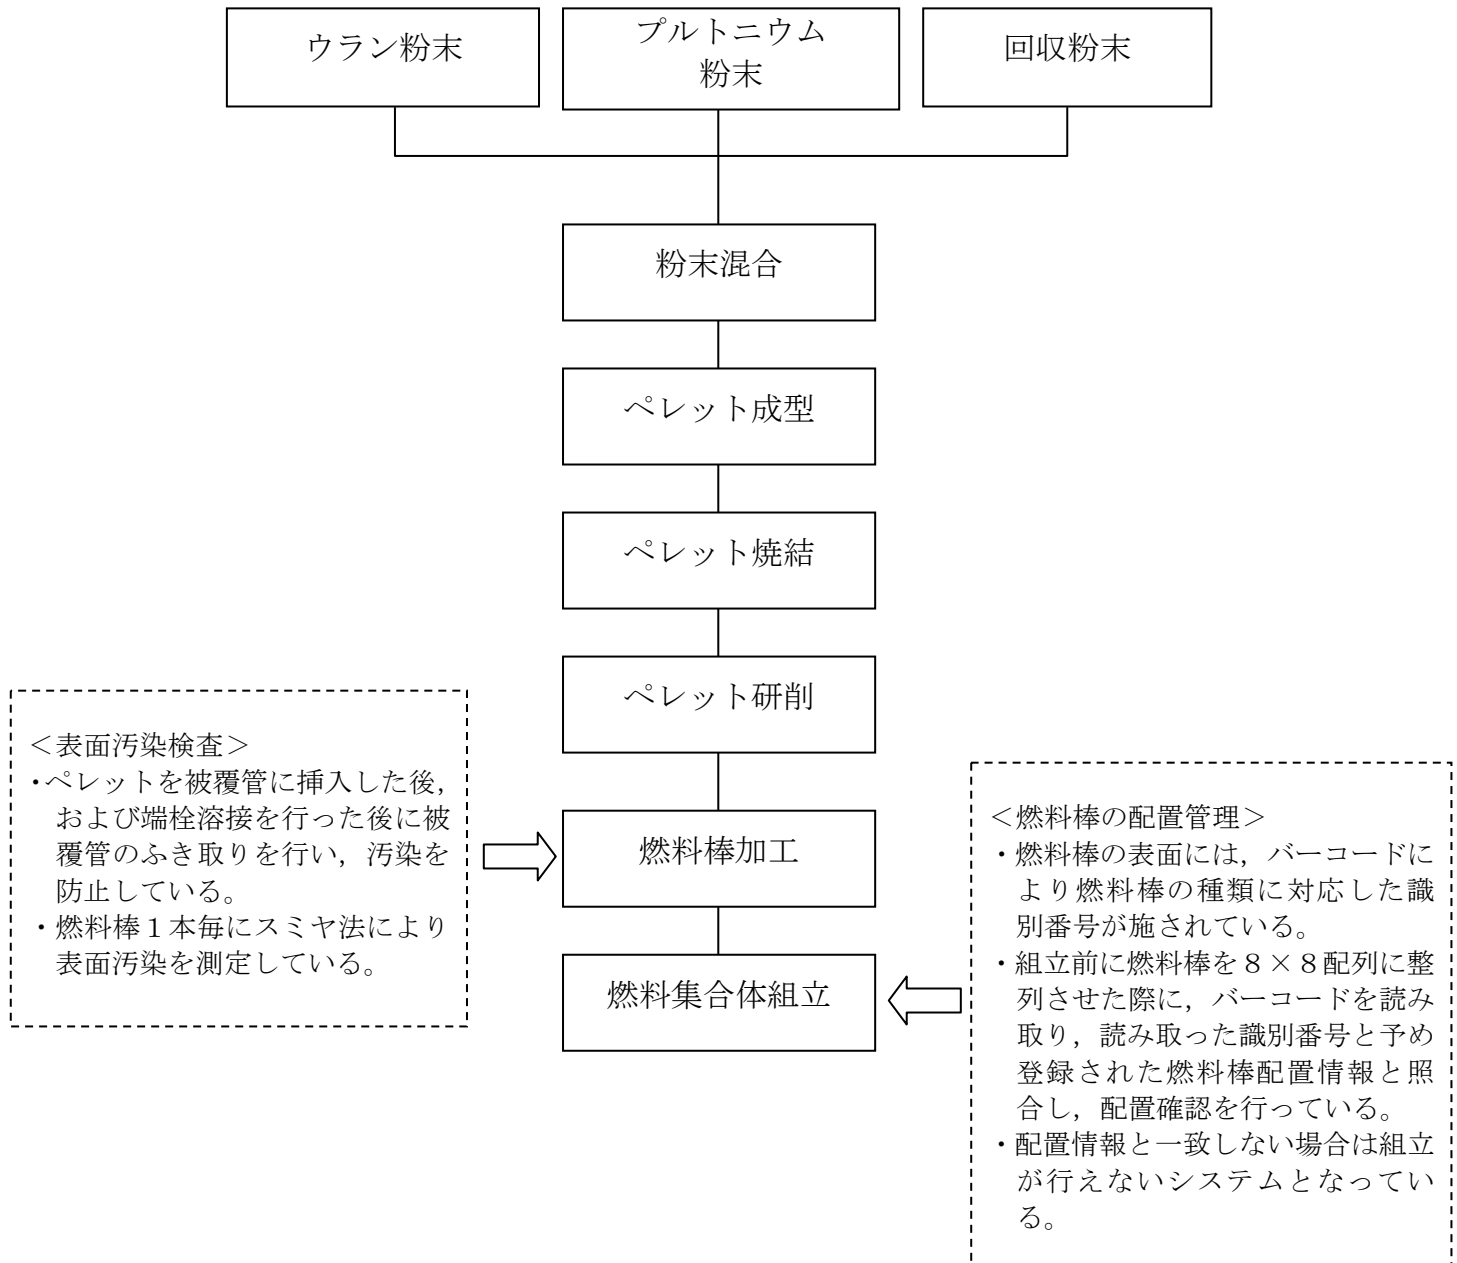 ウラン粉末
プルトニウム
粉末
回収粉末
粉末混合
ペレット成型
ペレット焼結
ペレット研削
<表面汚染検査>
・ペレットを被覆管に挿入した後，
および端栓溶接を行った後に被
覆管のふき取りを行い，汚染を
防止している。
・燃料棒１本毎にスミヤ法により
表面汚染を測定している。
燃料棒加工
燃料集合体組立
＜燃料棒の配置管理＞
・燃料棒の表面には，バーコードに
より燃料棒の種類に対応した識
別番号が施されている。
・組立前に燃料棒を８×８配列に整
列させた際に，バーコードを読み
取り，読み取った識別番号と予め
登録された燃料棒配置情報と照
合し，配置確認を行っている。
・配置情報と一致しない場合は組立
が行えないシステムとなってい
る。